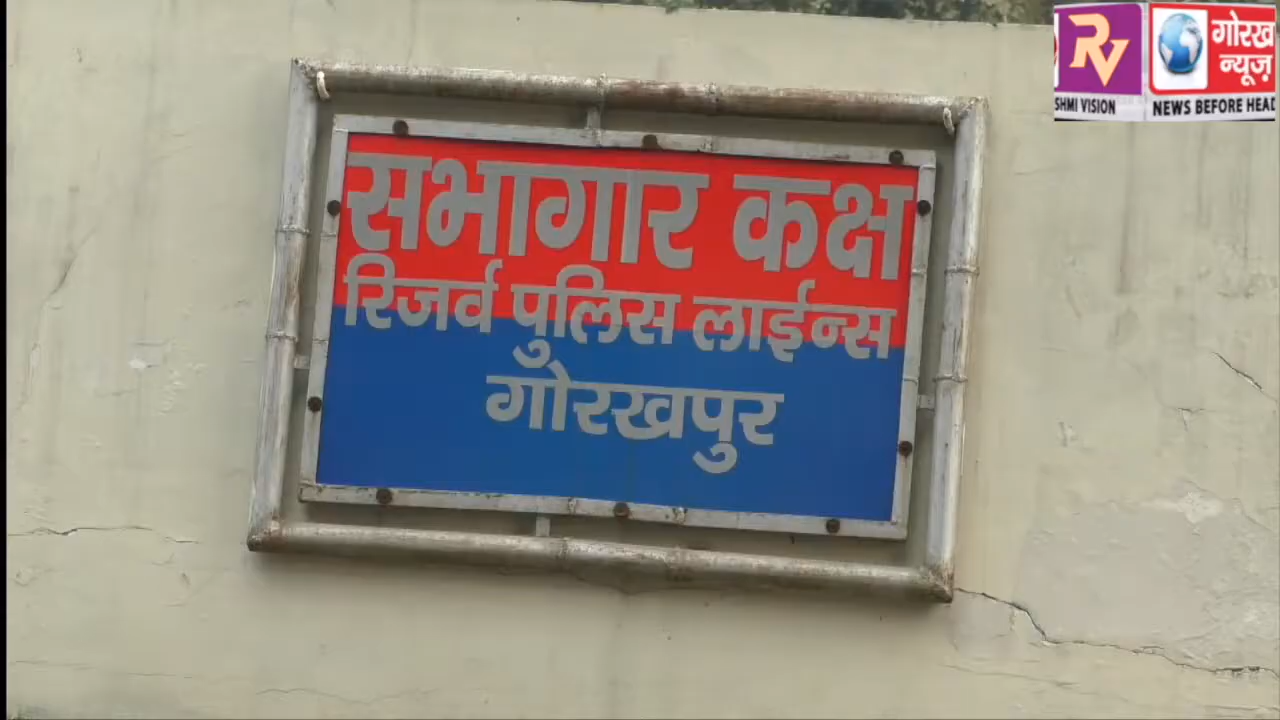 सभागार कक्ष
रिजर्व पुलिस लाईन्स
गोरखपुर
RV
SHMI VISION
गोरख
न्यूज़
NEWS BEFORE HEAD